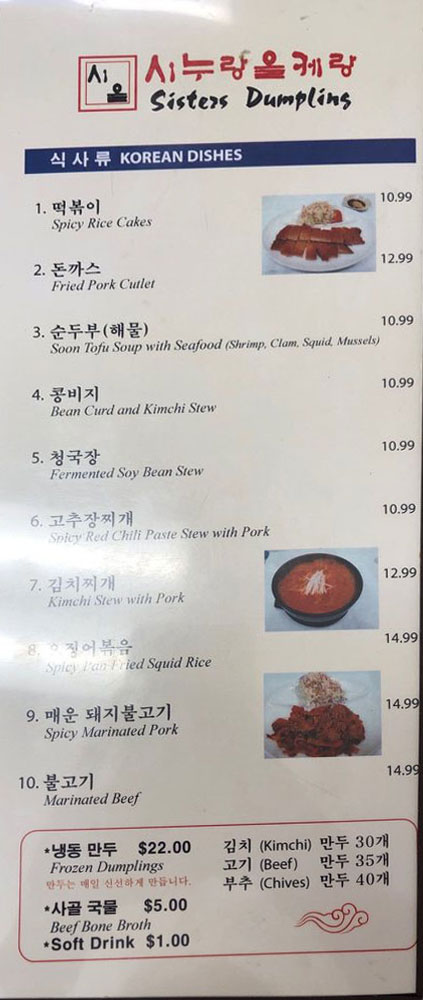 시
올
시누랑올케랑
Sisters Dumpling
식 사 류 KOREAN DISHES
1. 떡볶이 10.99
Spicy Rice Cakes
2. 돈까스 12.99
Fried Pork Cutlet
3. 순두부(해물) 10.99
Soon Tofu Soup with Seafood (Shrimp, Clam, Squid, Mussels)
4. 콩비지 10.99
Bean Curd and Kimchi Stew
5. 청국장 10.99
Fermented Soy Bean Stew
6. 고추장찌개 10.99
Spicy Red Chili Paste Stew with Pork
7. 김치찌개 12.99
Kimchi Stew with Pork
8. 오징어볶음 14.99
Spicy Pan Fried Squid Rice
9. 매운 돼지불고기 14.99
Spicy Marinated Pork
10. 불고기 14.99
Marinated Beef
*냉동 만두 $22.00
Frozen Dumplings
만두는 매일 신선하게 만듭니다.
김치 (Kimchi) 만두 30개
고기 (Beef) 만두 35개
부추 (Chives) 만두 40개
*사골 국물 $5.00
Beef Bone Broth
*Soft Drink $1.00